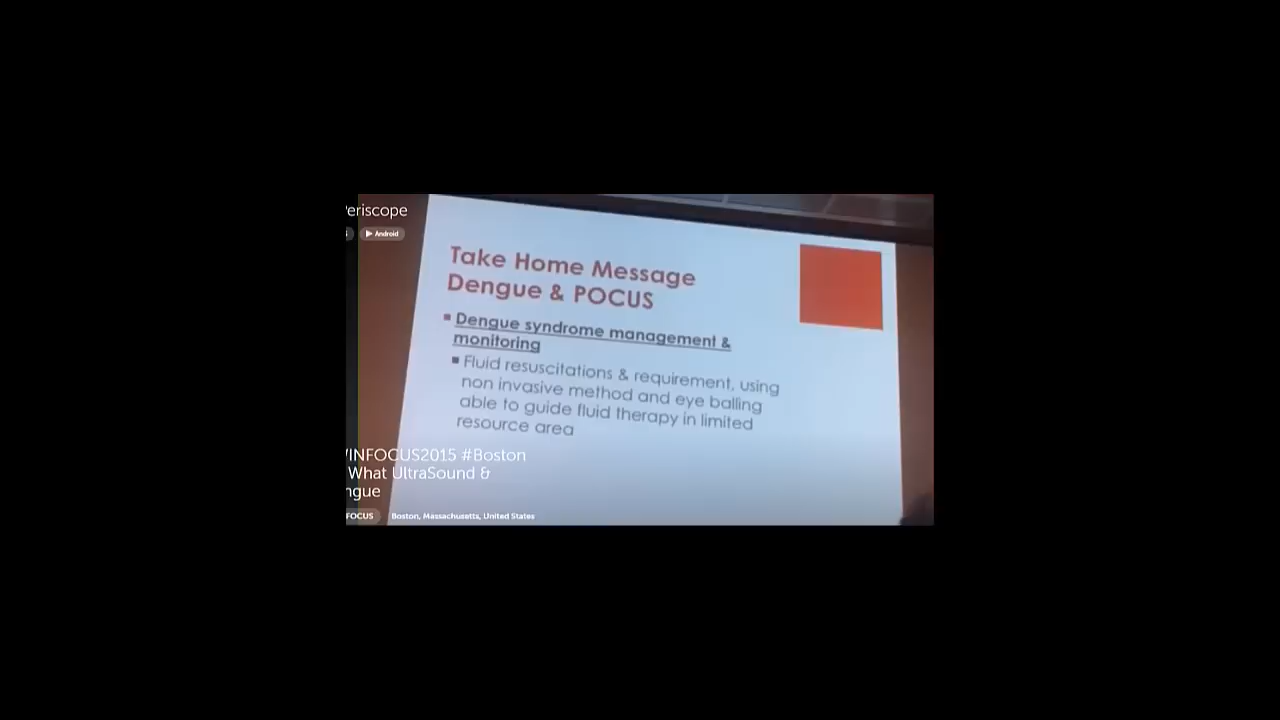 Periscope
Android
Take Home Message
Dengue & POCUS
Dengue syndrome management &
monitoring
Fluid resuscitations & requirement, using
non invasive method and eye balling
able to guide fluid therapy in limited
resource area
WINFOCUS2015 #Boston
What UltraSound &
ngue
FOCUS Boston, Massachusetts, United States